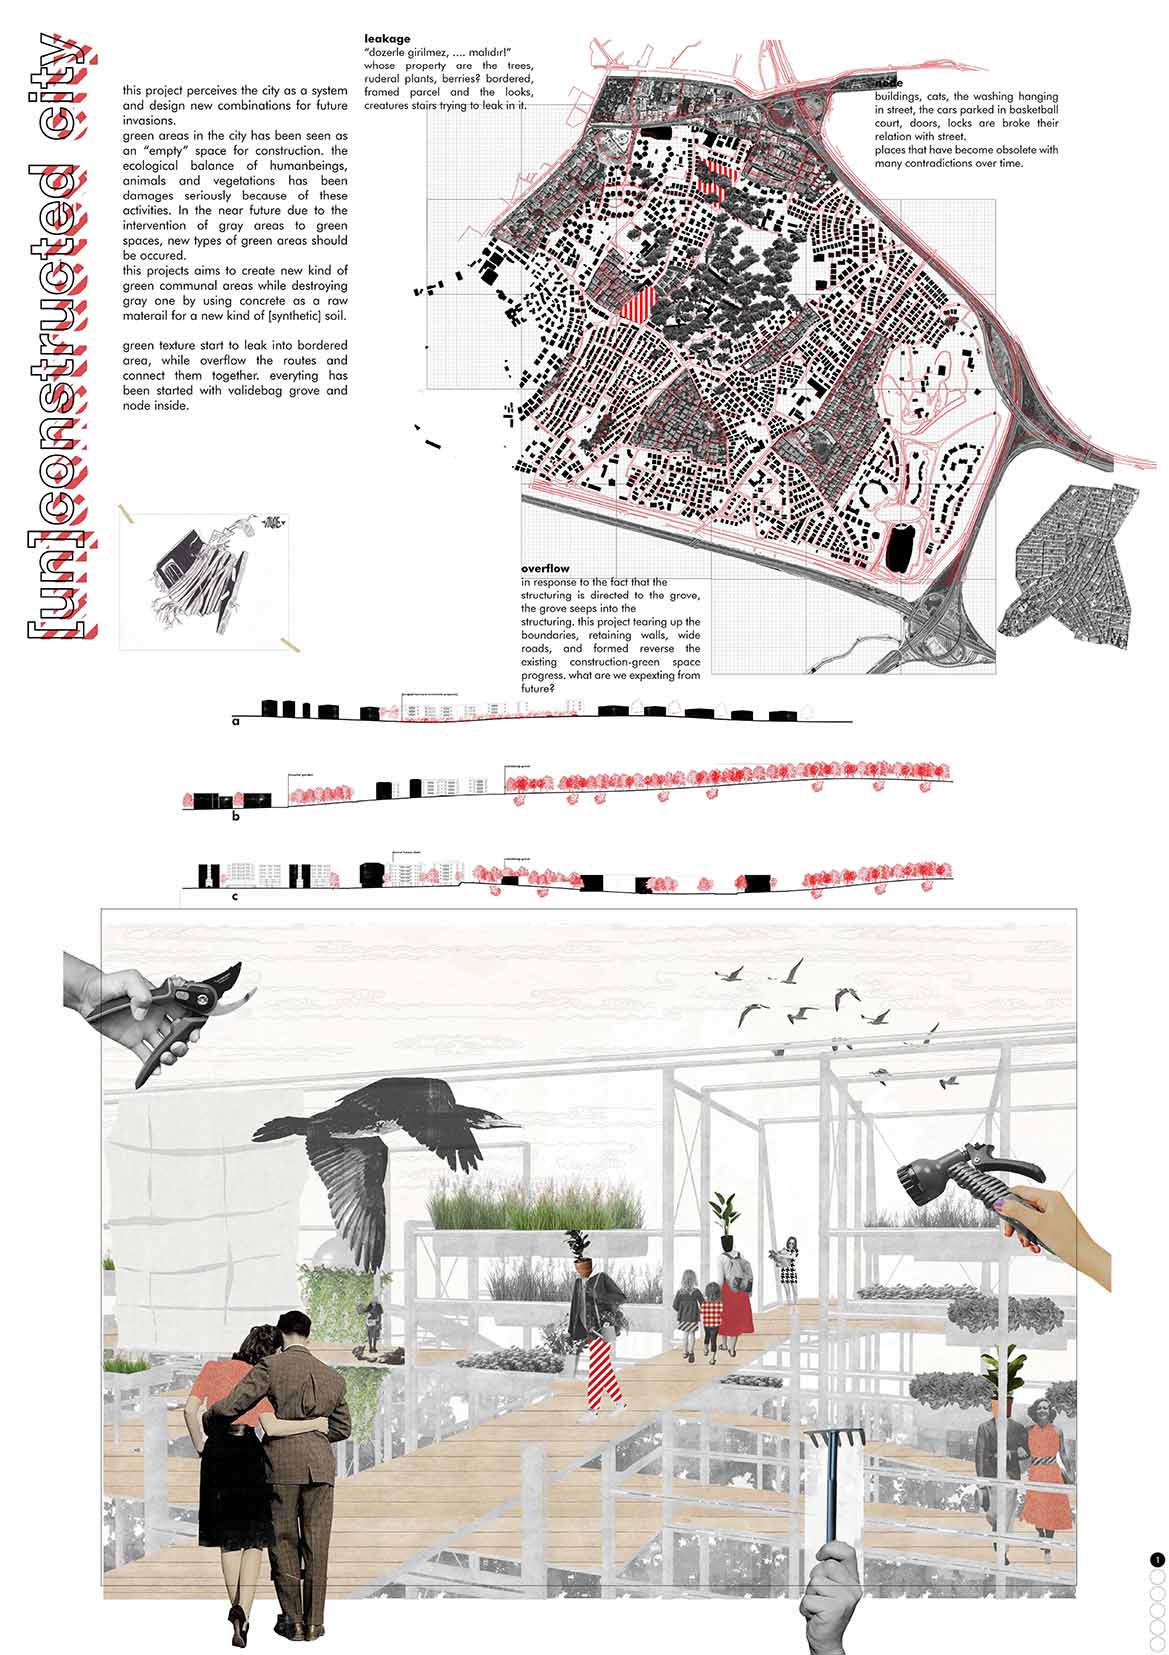 [un]constructed city
this project perceives the city as a system
and design new combinations for future
invasions.
green areas in the city has been seen as
an “empty” space for construction. the
ecological balance of humanbeings,
animals and vegetations has been
damages seriously because of these
activities. In the near future due to the
intervention of gray areas to green
spaces, new types of green areas should
be occured.
this projects aims to create new kind of
green communal areas while destroying
gray one by using concrete as a raw
materail for a new kind of [synthetic] soil.
green texture start to leak into bordered
area, while overflow the routes and
connect them together. everyting has
been started with validebag grove and
node inside.
leakage
“dozerle girilmez, .... malıdır!”
whose property are the trees,
ruderal plants, berries? bordered,
framed parcel and the looks,
creatures stairs trying to leak in it.
node
buildings, cats, the washing hanging
in street, the cars parked in basketball
court, doors, locks are broke their
relation with street.
places that have become obsolete with
many contradictions over time.
overflow
in response to the fact that the
structuring is directed to the grove,
the grove seeps into the
structuring. this project tearing up the
boundaries, retaining walls, wide
roads, and formed reverse the
existing construction-green space
progress. what are we expexting from
future?
a
b
c
1